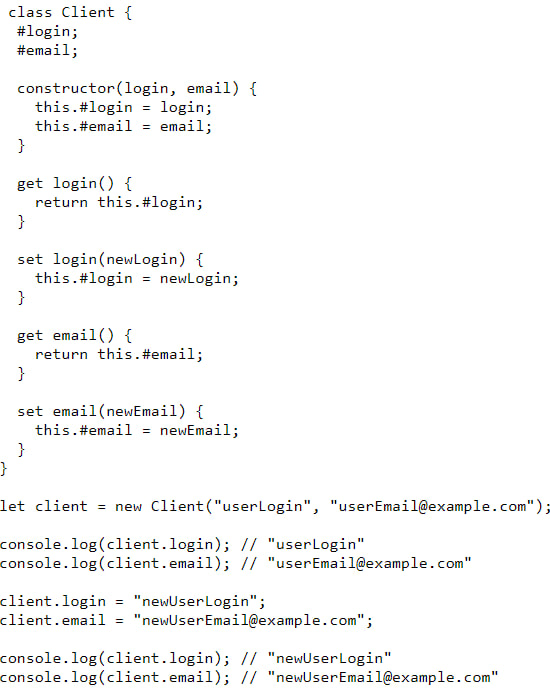 class Client {
#login;
#email;

constructor(login, email) {
this.#login = login;
this.#email = email;
}

get login() {
return this.#login;
}

set login(newLogin) {
this.#login = newLogin;
}

get email() {
return this.#email;
}

set email(newEmail) {
this.#email = newEmail;
}
}

let client = new Client("userLogin", "userEmail@example.com");

console.log(client.login); // "userLogin"
console.log(client.email); // "userEmail@example.com"

client.login = "newUserLogin";
client.email = "newUserEmail@example.com";

console.log(client.login); // "newUserLogin"
console.log(client.email); // "newUserEmail@example.com"